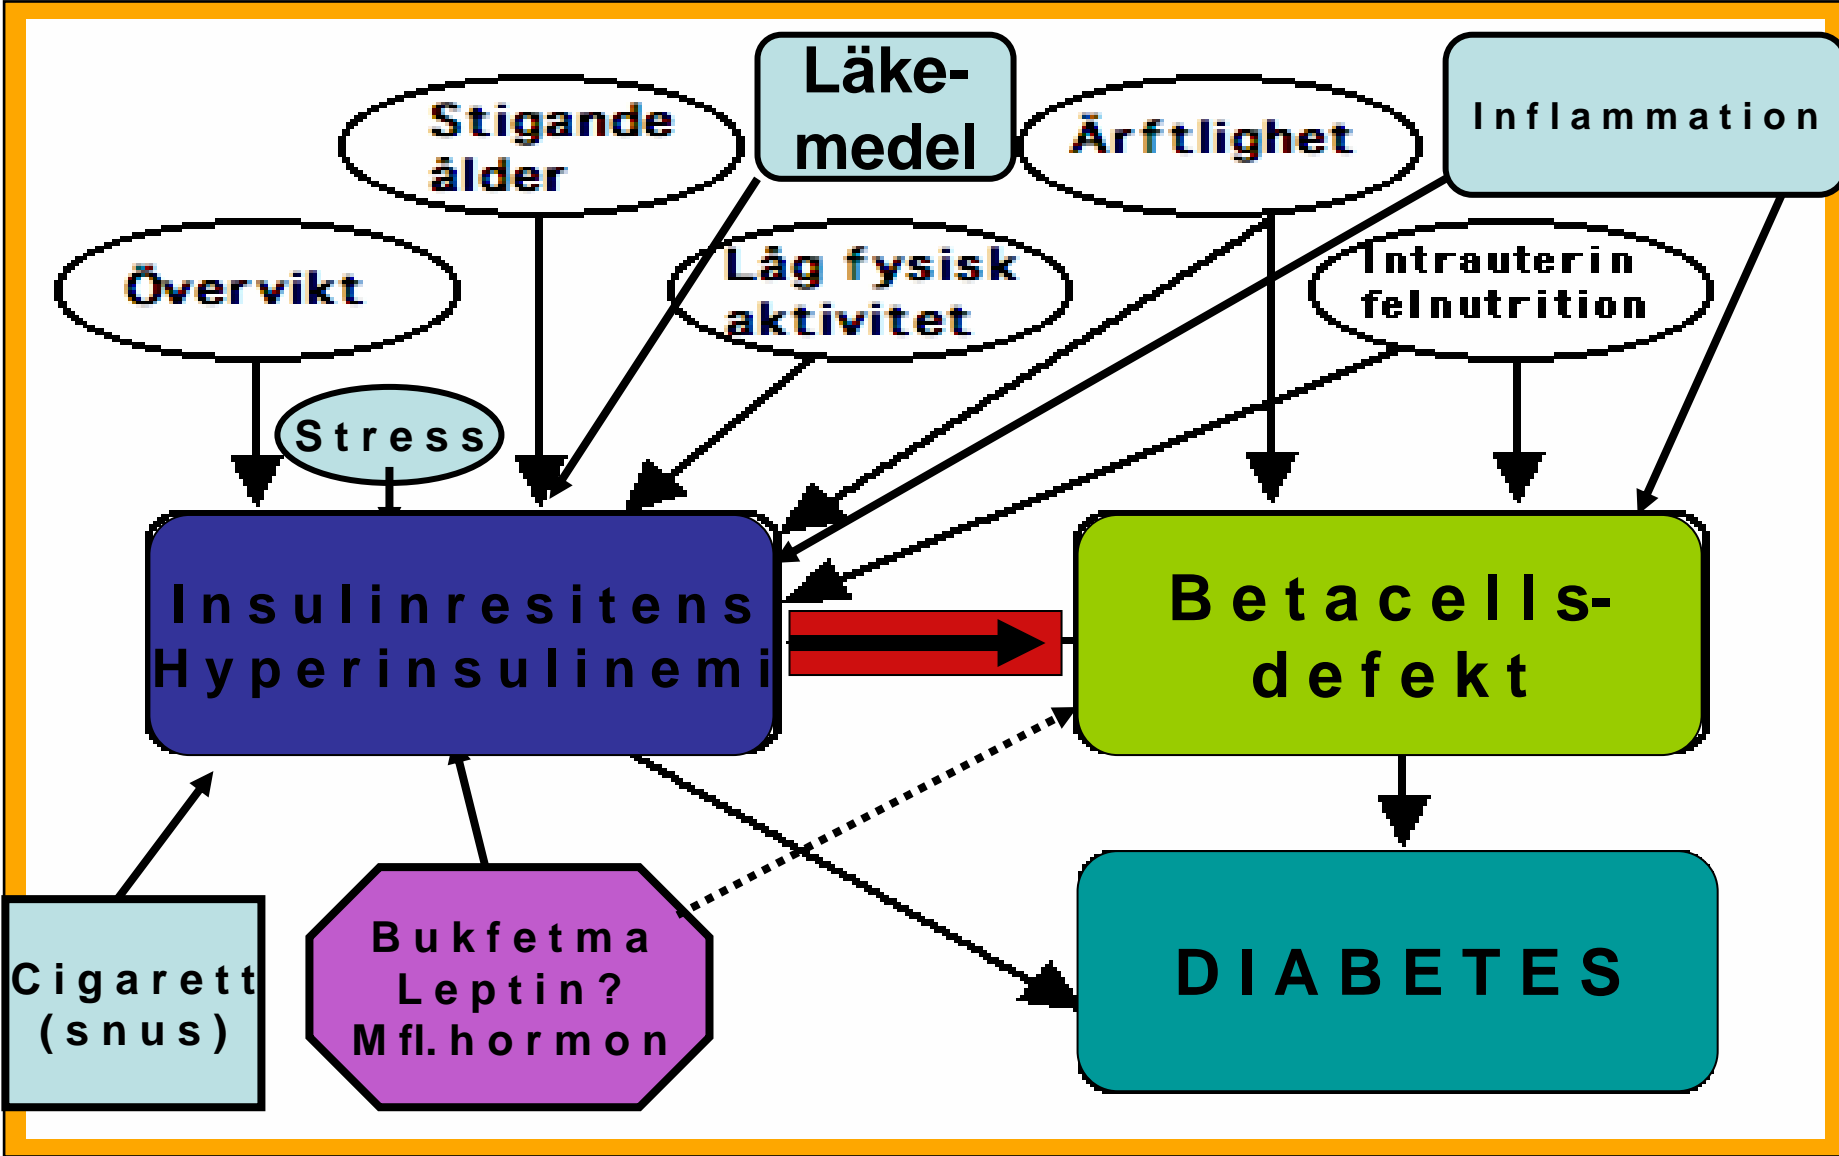 Läke-
medel
Stigande
ålder
Ärftlighet
Inflammation
Övervikt
Låg fysisk
aktivitet
Intrauterin
felnutrition
Stress
Insulinresitens
Hyperinsulinemi
Betacells-
defekt
Cigarett
(snus)
Bukfetma
Leptin?
Mfl.hormon
DIABETES